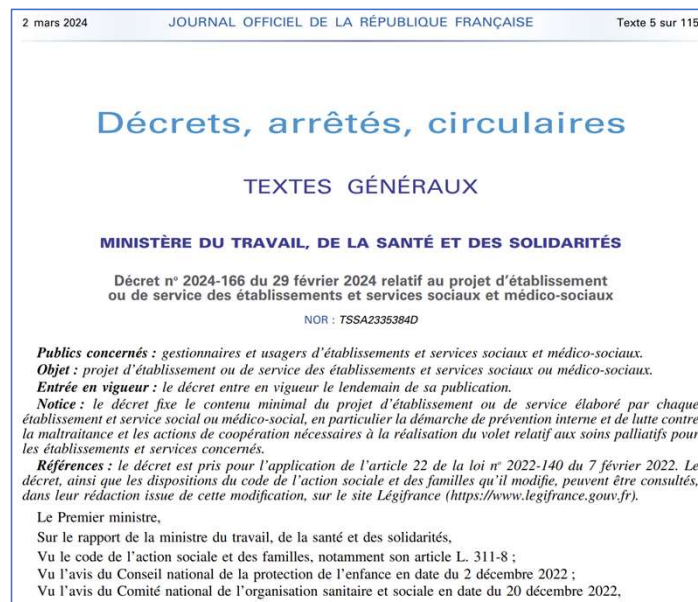 2 mars 2024 JOURNAL OFFICIEL DE LA RÉPUBLIQUE FRANÇAISE Texte 5 sur 115
Décrets, arrêtés, circulaires
TEXTES GÉNÉRAUX
MINISTÈRE DU TRAVAIL, DE LA SANTÉ ET DES SOLIDARITÉS
Décret nº 2024-166 du 29 février 2024 relatif au projet d’établissement
ou de service des établissements et services sociaux et médico-sociaux
NOR : TSSA2335384D
Publics concernés : gestionnaires et usagers d’établissements et services sociaux et médico-sociaux.
Objet : projet d’établissement ou de service des établissements et services sociaux ou médico-sociaux.
Entrée en vigueur : le décret entre en vigueur le lendemain de sa publication.
Notice : le décret fixe le contenu minimal du projet d’établissement ou de service élaboré par chaque
établissement et service social ou médico-social, en particulier la démarche de prévention interne et de lutte contre
la maltraitance et les actions de coopération nécessaires à la réalisation du volet relatif aux soins palliatifs pour
les établissements et services concernés.
Références : le décret est pris pour l’application de l’article 22 de la loi nº 2022-140 du 7 février 2022. Le
décret, ainsi que les dispositions du code de l’action sociale et des familles qu’il modifie, peuvent être consultés,
dans leur rédaction issue de cette modification, sur le site Légifrance (https://www.legifrance.gouv.fr).
Le Premier ministre,
Sur le rapport de la ministre du travail, de la santé et des solidarités,
Vu le code de l’action sociale et des familles, notamment son article L. 311-8 ;
Vu l’avis du Conseil national de la protection de l’enfance en date du 2 décembre 2022 ;
Vu l’avis du Comité national de l’organisation sanitaire et sociale en date du 20 décembre 2022,